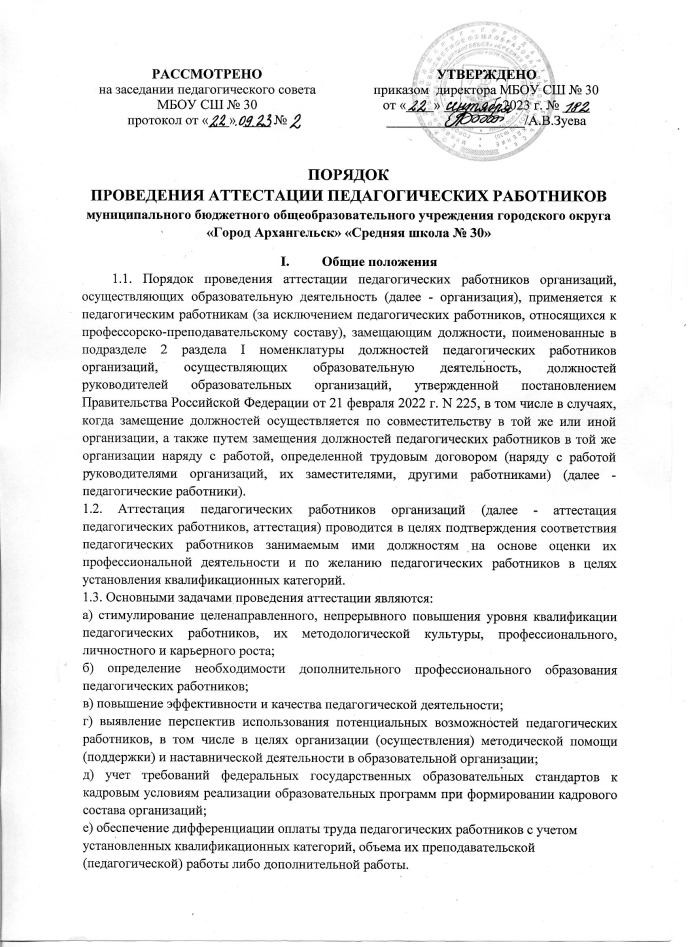 РАССМОТРЕНО
на заседании педагогического совета
МБОУ СШ № 30
протокол от «22».09.23 № 2
УТВЕРЖДЕНО
приказом директора МБОУ СШ № 30
от «22» сентября 2023 г. № 182
/А.В.Зуева
ПОРЯДОК
ПРОВЕДЕНИЯ АТТЕСТАЦИИ ПЕДАГОГИЧЕСКИХ РАБОТНИКОВ
муниципального бюджетного общеобразовательного учреждения городского округа
«Город Архангельск» «Средняя школа № 30»
I. Общие положения
1.1. Порядок проведения аттестации педагогических работников организаций,
осуществляющих образовательную деятельность (далее - организация), применяется к
педагогическим работникам (за исключением педагогических работников, относящихся к
профессорско-преподавательскому составу), замещающим должности, поименованные в
подразделе 2 раздела I номенклатуры должностей педагогических работников
организаций, осуществляющих образовательную деятельность, должностей
руководителей образовательных организаций, утвержденной постановлением
Правительства Российской Федерации от 21 февраля 2022 г. N 225, в том числе в случаях,
когда замещение должностей осуществляется по совместительству в той же или иной
организации, а также путем замещения должностей педагогических работников в той же
организации наряду с работой, определенной трудовым договором (наряду с работой
руководителями организаций, их заместителями, другими работниками) (далее -
педагогические работники).
1.2. Аттестация педагогических работников организаций (далее - аттестация
педагогических работников, аттестация) проводится в целях подтверждения соответствия
педагогических работников занимаемым ими должностям на основе оценки их
профессиональной деятельности и по желанию педагогических работников в целях
установления квалификационных категорий.
1.3. Основными задачами проведения аттестации являются:
а) стимулирование целенаправленного, непрерывного повышения уровня квалификации
педагогических работников, их методологической культуры, профессионального,
личностного и карьерного роста;
б) определение необходимости дополнительного профессионального образования
педагогических работников;
в) повышение эффективности и качества педагогической деятельности;
г) выявление перспектив использования потенциальных возможностей педагогических
работников, в том числе в целях организации (осуществления) методической помощи
(поддержки) и наставнической деятельности в образовательной организации;
д) учет требований федеральных государственных образовательных стандартов к
кадровым условиям реализации образовательных программ при формировании кадрового
состава организаций;
е) обеспечение дифференциации оплаты труда педагогических работников с учетом
установленных квалификационных категорий, объема их преподавательской
(педагогической) работы либо дополнительной работы.